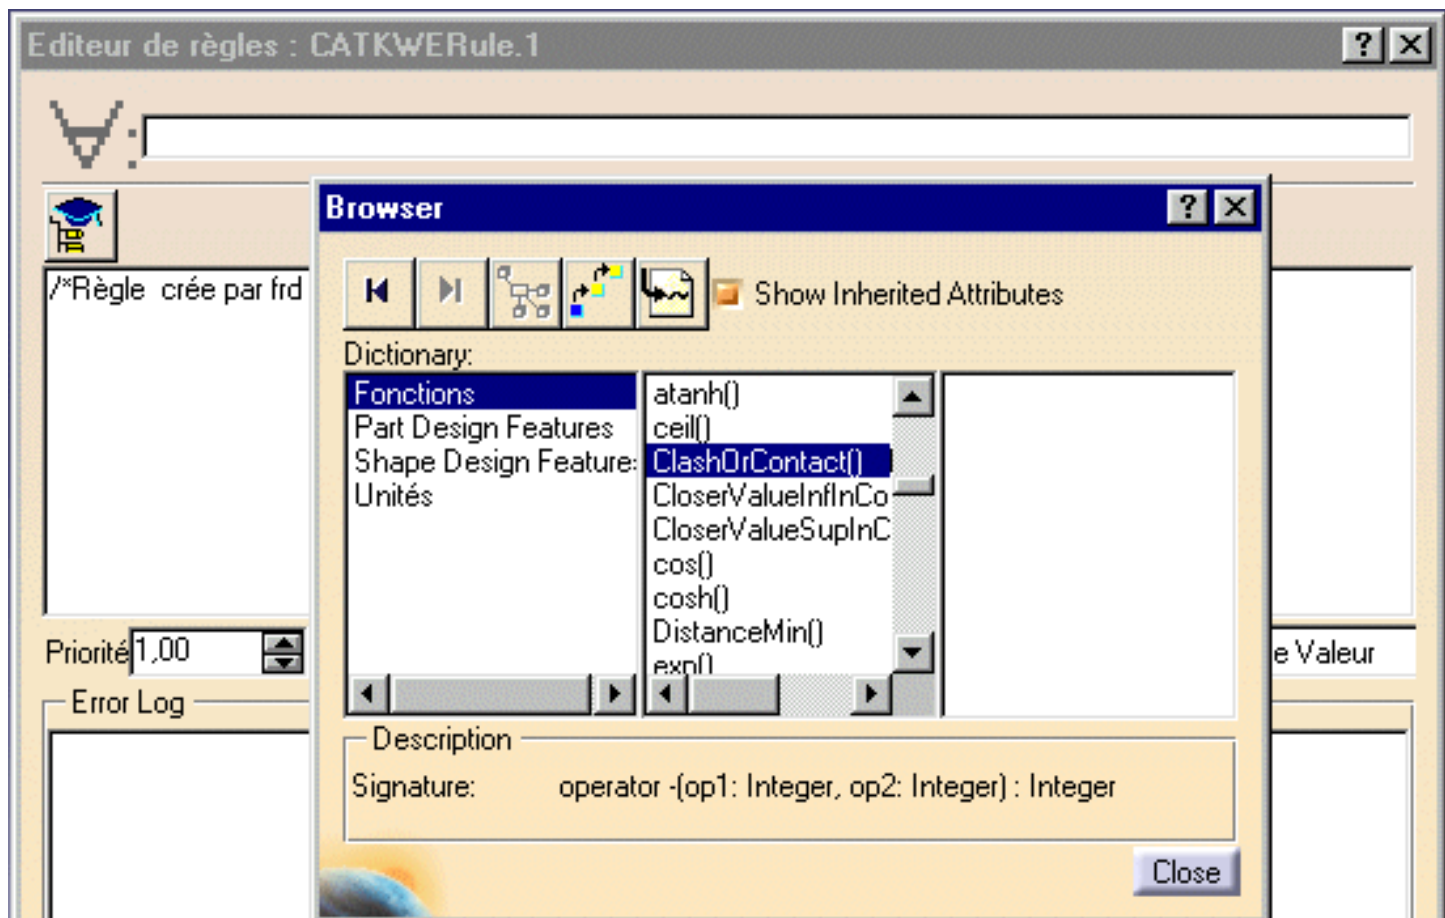 Editeur de règles : CATKWERule.1
∀:
Browser
/*Règle crée par frd
Show Inherited Attributes
Dictionary:
Fonctions
Part Design Features
Shape Design Feature
Unités
atanh()
ceil()
ClashOrContact()
CloserValueInfInCo
CloserValueSupInC
cos()
cosh()
DistanceMin()
exp()
Priorité 1,00
e Valeur
Error Log
Description
Signature: operator -(op1: Integer, op2: Integer) : Integer
Close